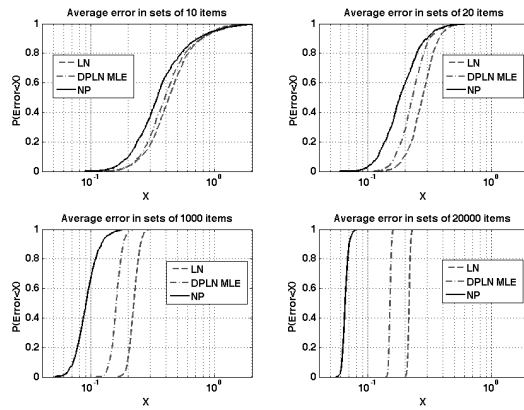 Average error in sets of 10 items
1
0.8
0.6
0.4
0.2
0
P(Error<X)
LN
DPLN MLE
NP
10^-1
10^0
X
Average error in sets of 20 items
1
0.8
0.6
0.4
0.2
0
P(Error<X)
LN
DPLN MLE
NP
10^-1
10^0
X
Average error in sets of 1000 items
1
0.8
0.6
0.4
0.2
0
P(Error<X)
LN
DPLN MLE
NP
10^-1
10^0
X
Average error in sets of 20000 items
1
0.8
0.6
0.4
0.2
0
P(Error<X)
LN
DPLN MLE
NP
10^-1
10^0
X